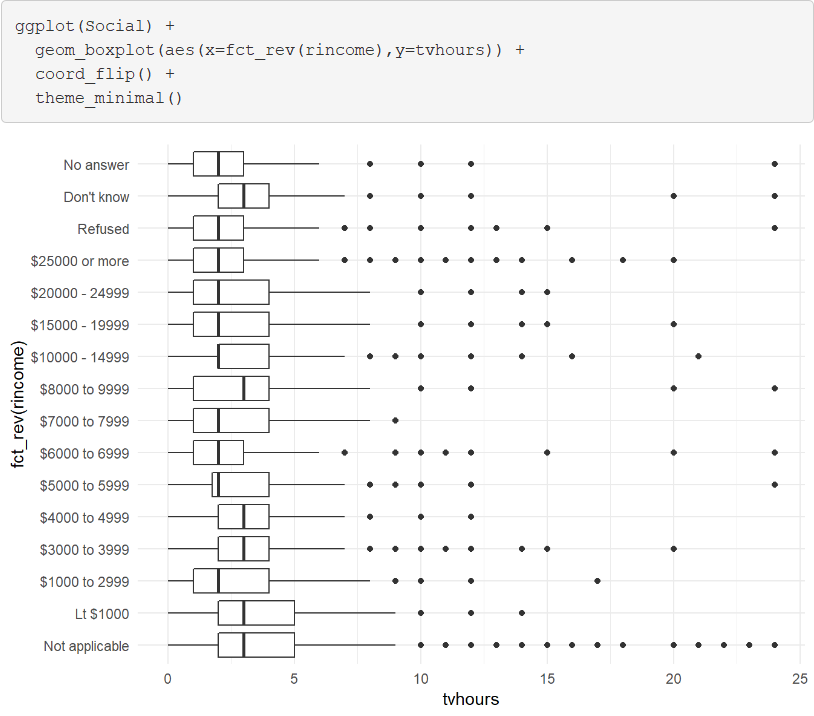 ggplot(Social) +
  geom_boxplot(aes(x=fct_rev(rincome),y=tvhours)) +
  coord_flip() +
  theme_minimal()
No answer
Don't know
Refused
$25000 or more
$20000 - 24999
$15000 - 19999
$10000 - 14999
$8000 to 9999
$7000 to 7999
$6000 to 6999
$5000 to 5999
$4000 to 4999
$3000 to 3999
$1000 to 2999
Lt $1000
Not applicable
fct_rev(rincome)
0 5 10 15 20 25
tvhours